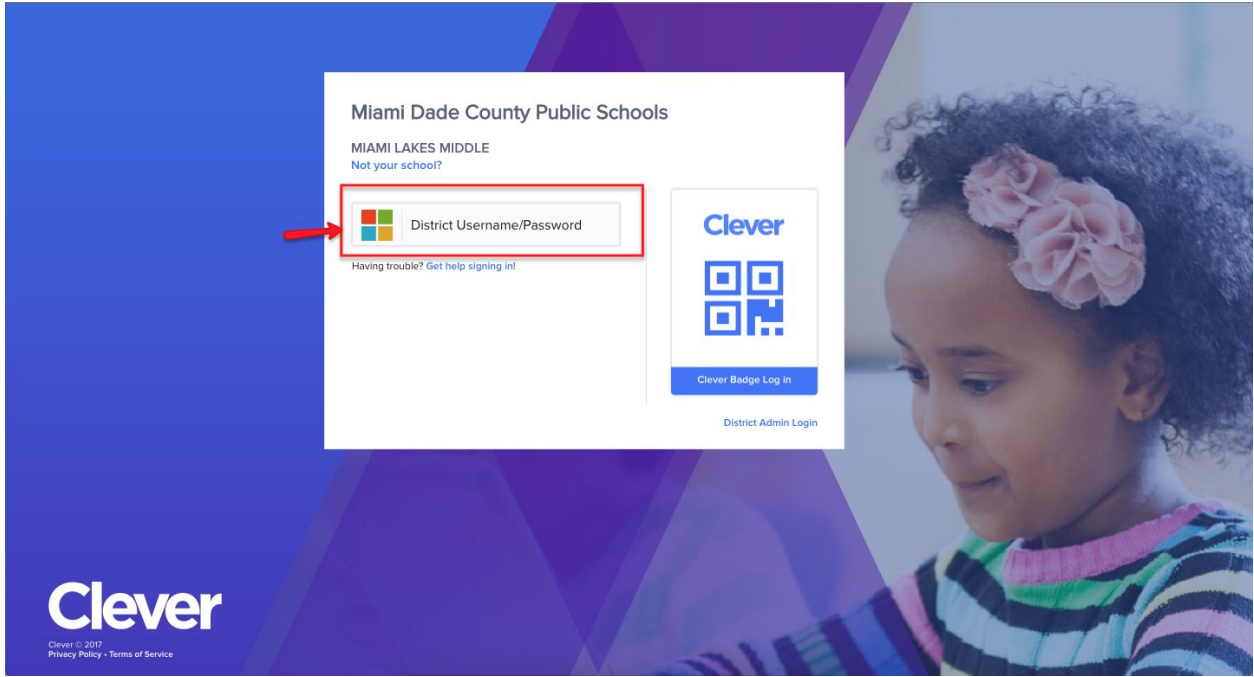 Miami Dade County Public Schools
MIAMI LAKES MIDDLE
Not your school?
District Username/Password
Having trouble? Get help signing in!
Clever
Clever Badge Log in
District Admin Login
Clever
Clever © 2017
Privacy Policy • Terms of Service